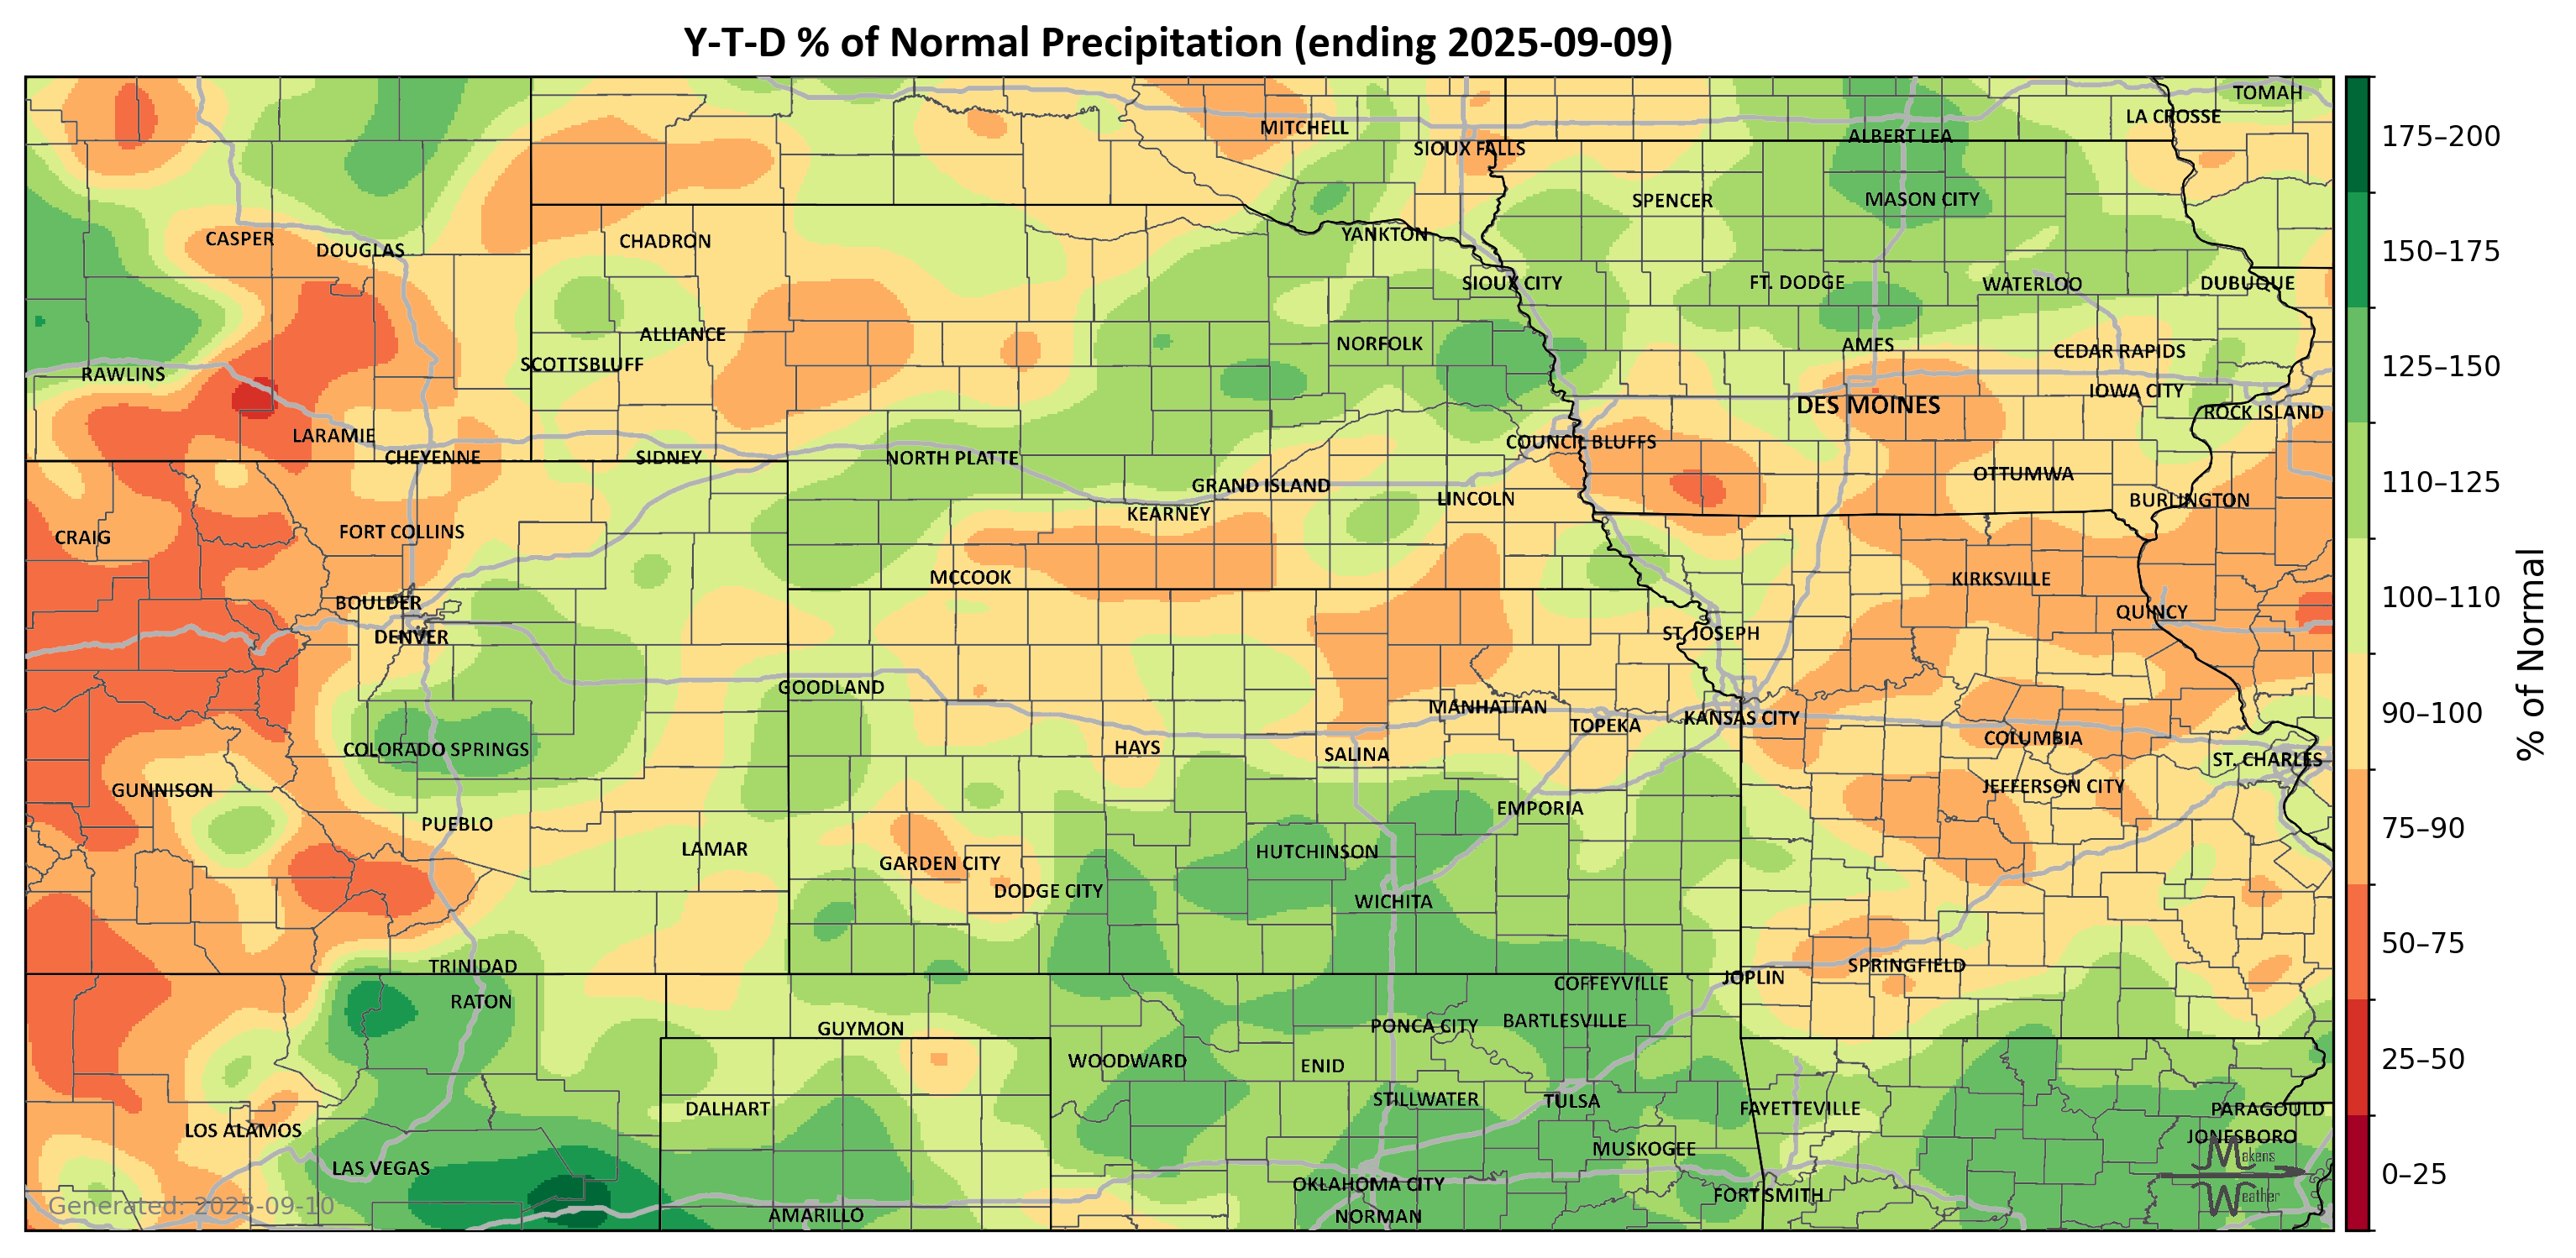 Y-T-D % of Normal Precipitation (ending 2025-09-09)
TOMAH
LA CROSSE
MITCHELL
ALBERT LEA
SIOUX FALLS
SPENCER
MASON CITY
YANKTON
CASPER
CHADRON
DOUGLAS
SIOUX CITY
FT. DODGE
WATERLOO
DUBUQUE
ALLIANCE
NORFOLK
AMES
CEDAR RAPIDS
SCOTTSBLUFF
RAWLINS
IOWA CITY
DES MOINES
ROCK ISLAND
LARAMIE
COUNCIL BLUFFS
CHEYENNE
SIDNEY
NORTH PLATTE
OTTUMWA
GRAND ISLAND
LINCOLN
BURLINGTON
KEARNEY
FORT COLLINS
CRAIG
MCCOOK
KIRKSVILLE
BOULDER
QUINCY
DENVER
ST. JOSEPH
GOODLAND
MANHATTAN
KANSAS CITY
TOPEKA
COLUMBIA
COLORADO SPRINGS
HAYS
SALINA
ST. CHARLES
GUNNISON
JEFFERSON CITY
EMPORIA
PUEBLO
LAMAR
HUTCHINSON
GARDEN CITY
DODGE CITY
WICHITA
TRINIDAD
SPRINGFIELD
JOPLIN
COFFEYVILLE
RATON
BARTLESVILLE
PONCA CITY
GUYMON
WOODWARD
ENID
STILLWATER
TULSA
DALHART
FAYETTEVILLE
PARAGOULD
LOS ALAMOS
JONESBORO
MUSKOGEE
Makens
LAS VEGAS
OKLAHOMA CITY
FORT SMITH
Weather
Generated: 2025-09-10
AMARILLO
NORMAN
175–200
150–175
125–150
110–125
100–110
90–100
75–90
50–75
25–50
0–25
% of Normal